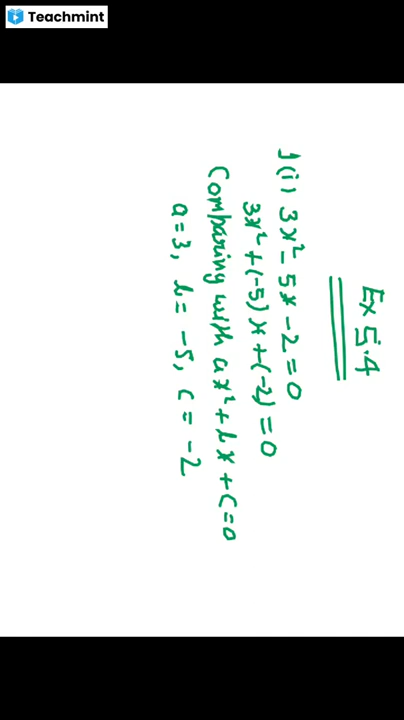 Teachmint
Ex 5.4
1(i) 3x² - 5x - 2 = 0
3x² + (-5)x + (-2) = 0
Comparing with ax² + bx + c = 0
a = 3, b = -5, c = -2